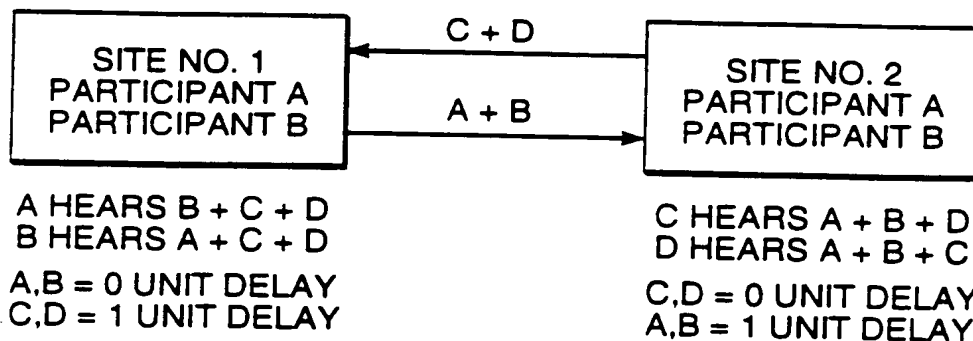 SITE NO. 1
PARTICIPANT A
PARTICIPANT B
C + D
A + B
SITE NO. 2
PARTICIPANT A
PARTICIPANT B
A HEARS B + C + D
B HEARS A + C + D
A,B = 0 UNIT DELAY
C,D = 1 UNIT DELAY
C HEARS A + B + D
D HEARS A + B + C
C,D = 0 UNIT DELAY
A,B = 1 UNIT DELAY